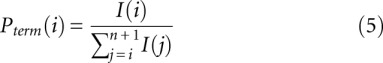 P_{term}(i) = \frac{I(i)}{\sum_{j=i}^{n+1} I(j)} (5)